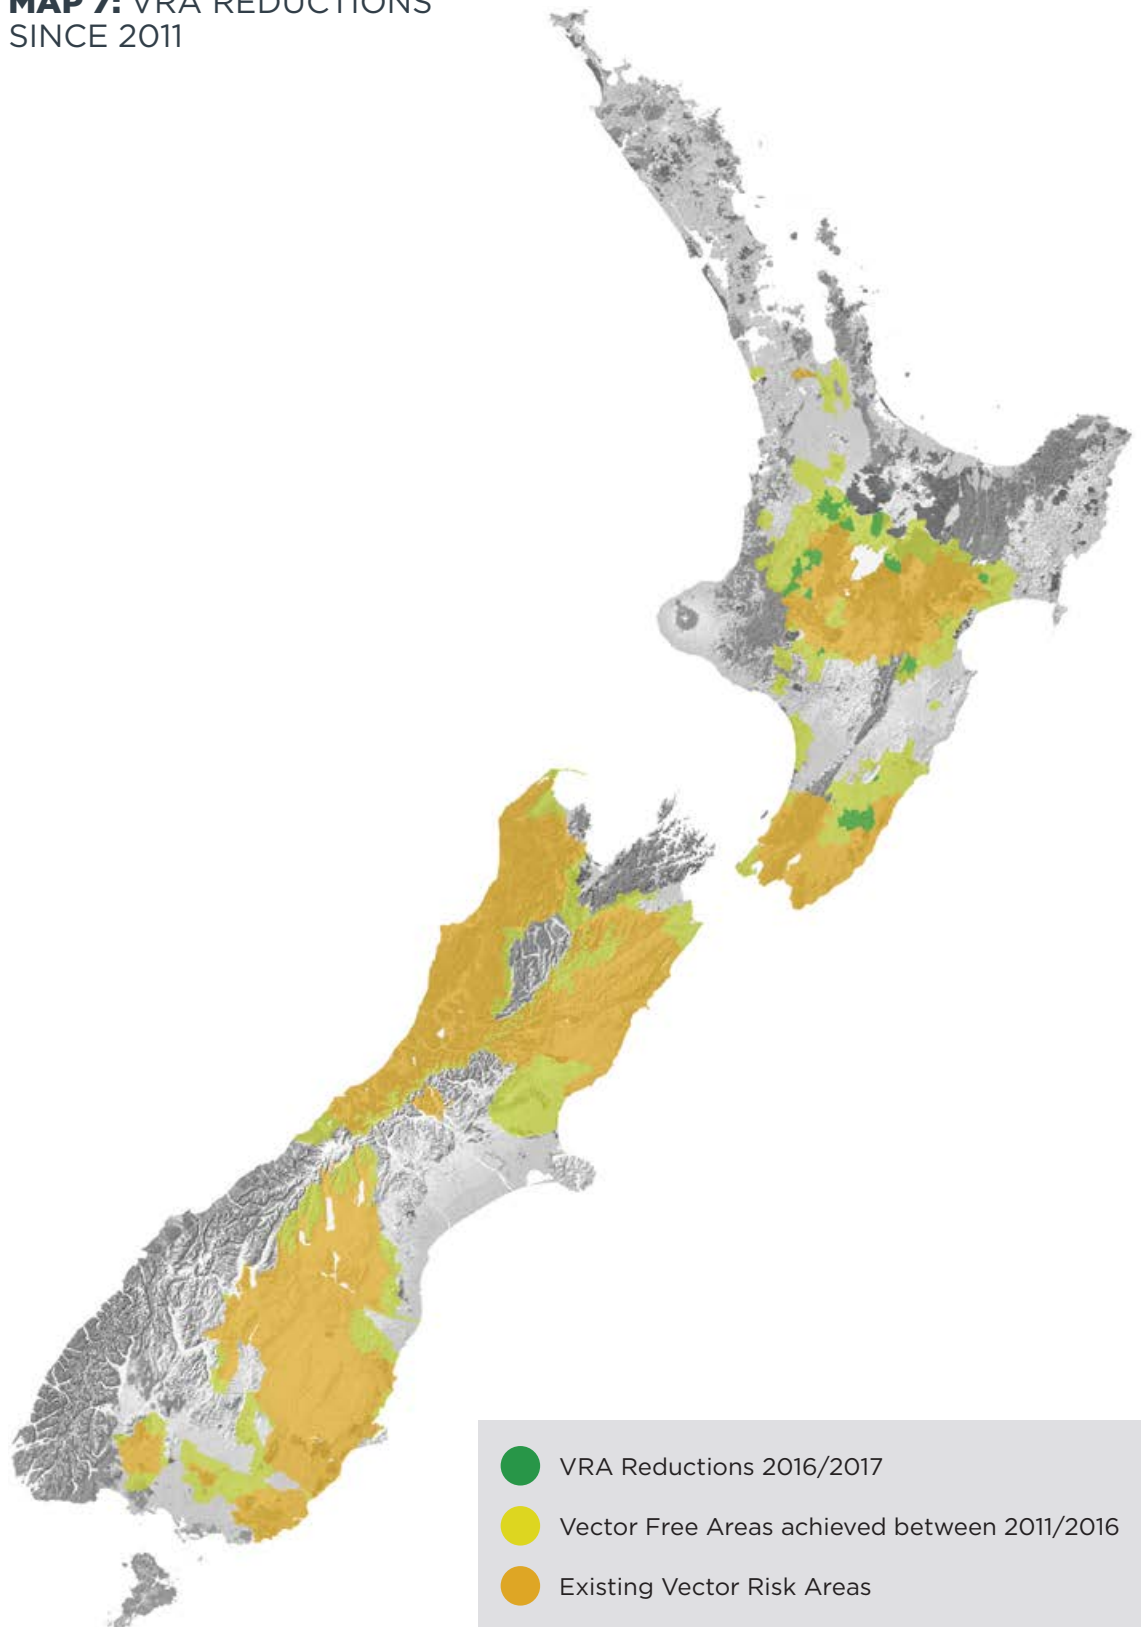 MAP 7: VRA REDUCTIONS
SINCE 2011
VRA Reductions 2016/2017
Vector Free Areas achieved between 2011/2016
Existing Vector Risk Areas